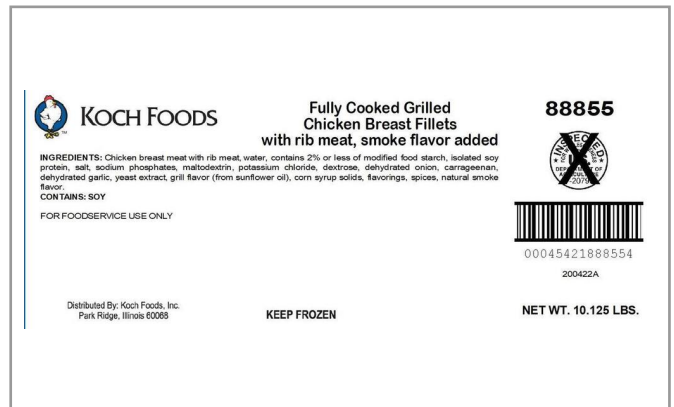 KOCH FOODS
TM
Fully Cooked Grilled
Chicken Breast Fillets
with rib meat, smoke flavor added
INGREDIENTS: Chicken breast meat with rib meat, water, contains 2% or less of modified food starch, isolated soy
protein, salt, sodium phosphates, maltodextrin, potassium chloride, dextrose, dehydrated onion, carrageenan,
dehydrated garlic, yeast extract, grill flavor (from sunflower oil), corn syrup solids, flavorings, spices, natural smoke
flavor.
CONTAINS: SOY
FOR FOODSERVICE USE ONLY
88855
INSPECTED
DEPARTMENT OF
00045421888554
200422A
Distributed By: Koch Foods, Inc.
Park Ridge, Illinois 60068
KEEP FROZEN
NET WT. 10.125 LBS.